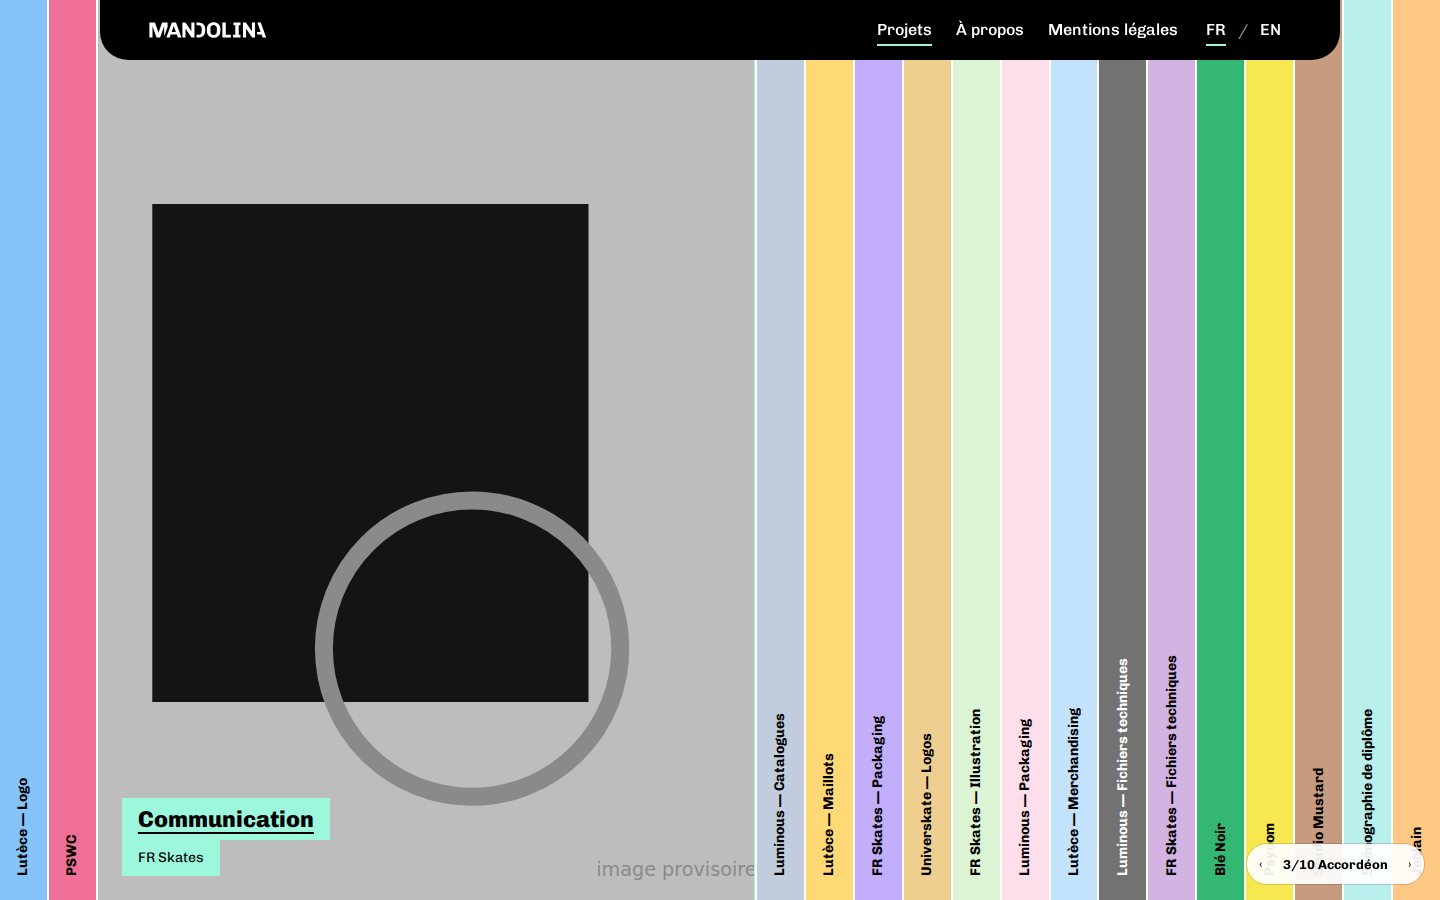 MANDOLINA
Projets
À propos
Mentions légales
FR / EN
Lutèce — Logo
PSWC
Communication
FR Skates
image provisoire
Luminous — Catalogues
Lutèce — Maillots
FR Skates — Packaging
Universkate — Logos
FR Skates — Illustration
Luminous — Packaging
Lutèce — Merchandising
Luminous — Fichiers techniques
FR Skates — Fichiers techniques
Blé Noir
Mustard
de diplôme
‹ 3/10 Accordéon ›